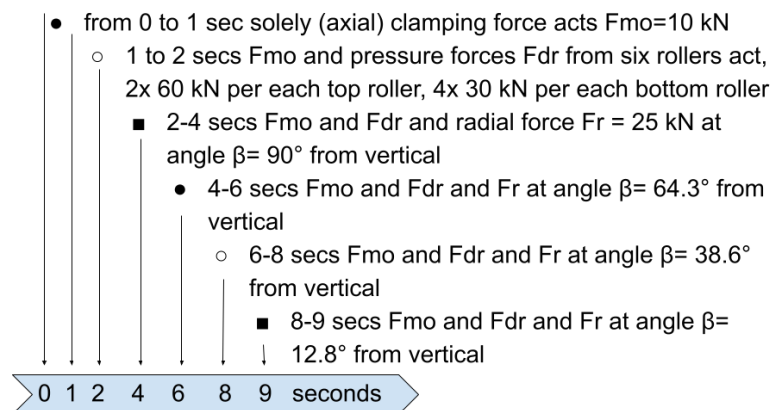 ● from 0 to 1 sec solely (axial) clamping force acts Fmo=10 kN
○ 1 to 2 secs Fmo and pressure forces Fdr from six rollers act,
2x 60 kN per each top roller, 4x 30 kN per each bottom roller
■ 2-4 secs Fmo and Fdr and radial force Fr = 25 kN at
angle β= 90° from vertical
● 4-6 secs Fmo and Fdr and Fr at angle β= 64.3° from
vertical
○ 6-8 secs Fmo and Fdr and Fr at angle β= 38.6°
from vertical
■ 8-9 secs Fmo and Fdr and Fr at angle β=
12.8° from vertical
0 1 2 4 6 8 9 seconds